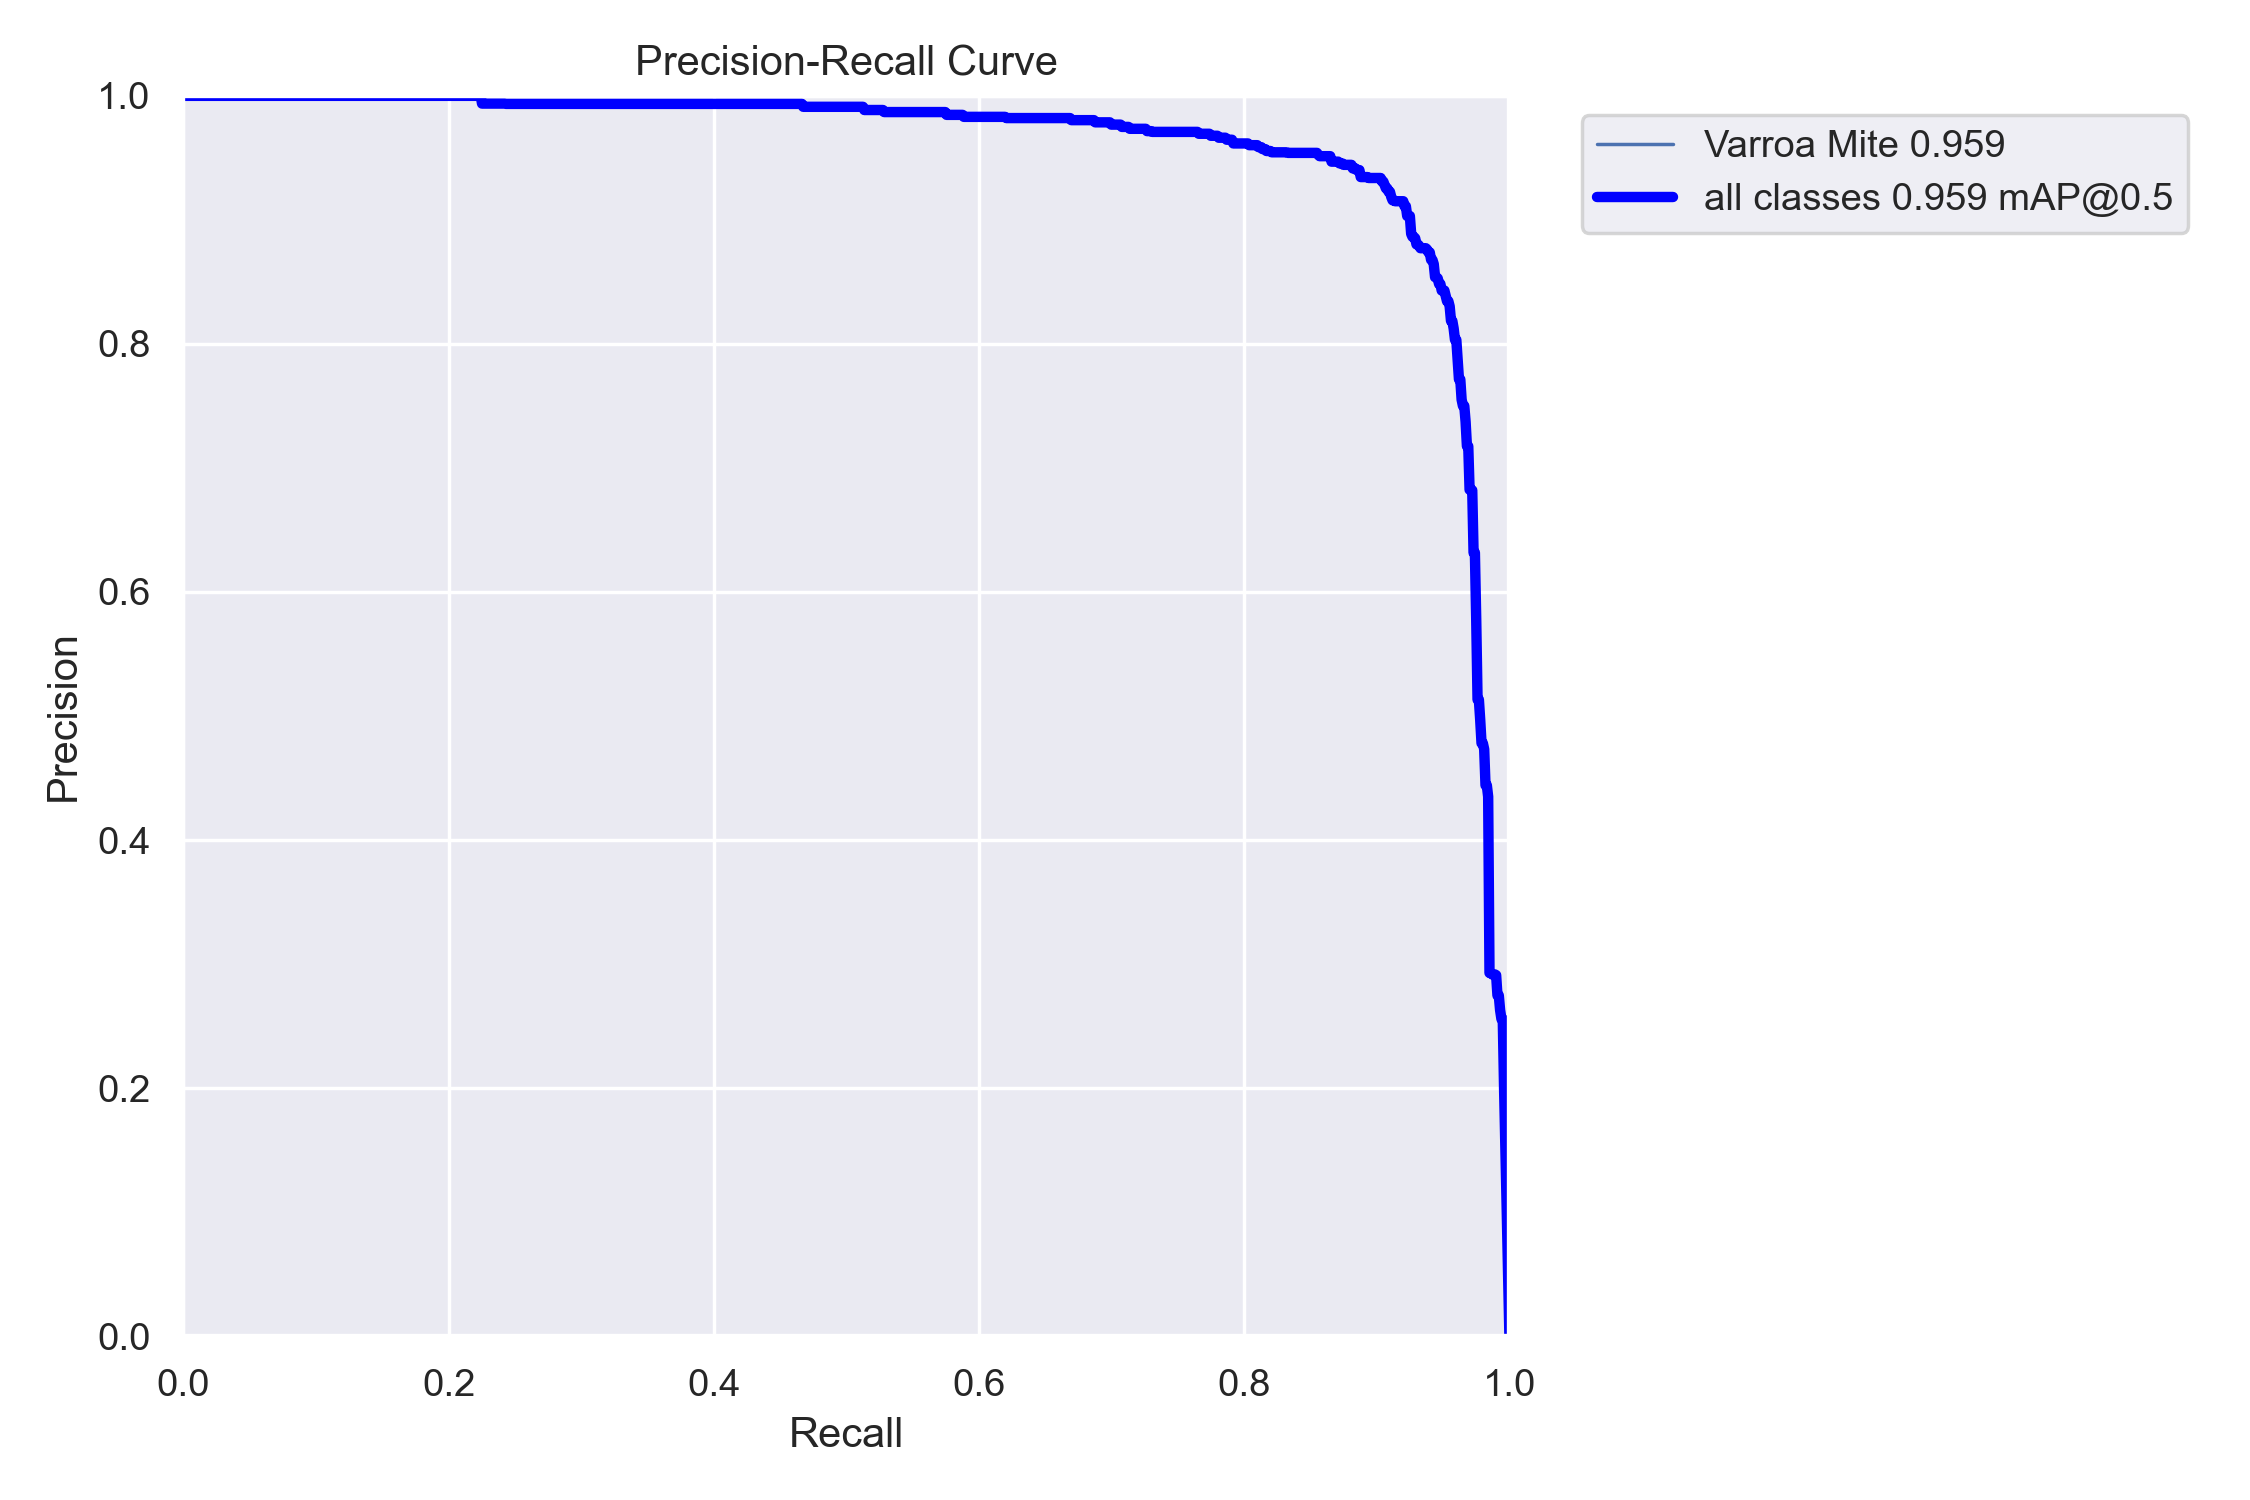 Precision-Recall Curve
1.0
0.8
0.6
0.4
0.2
0.0
Precision
0.0 0.2 0.4 0.6 0.8 1.0
Recall
Varroa Mite 0.959
all classes 0.959 mAP@0.5